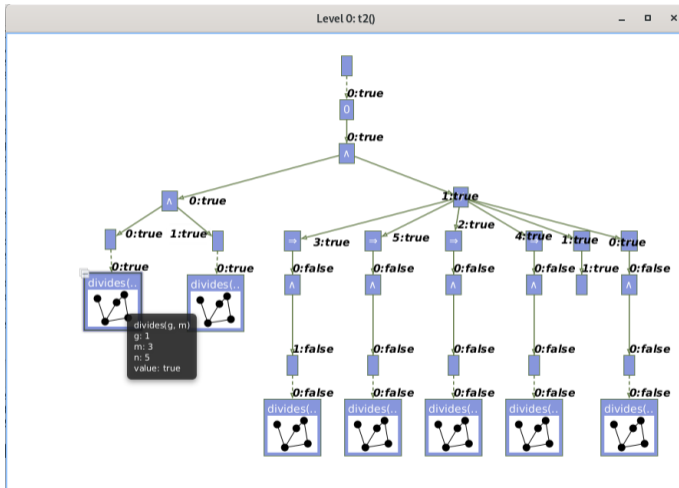 Level 0: t2()
0:true
0
0:true
∧
∧ 0:true
1:true
0:true 1:true
⇒ 3:true ⇒ 5:true ⇒ 2:true 4:true 1:true 0:true
0:true 0:true
0:false 0:false 0:false 0:false 1:true 0:false
∧ ∧ ∧ ∧ ∧
divides(.. divides(..
divides(g, m)
g: 1
m: 3
n: 5
value: true
1:false 0:false 0:false 0:false 0:false
0:false 0:false 0:false 0:false 0:false
divides(.. divides(.. divides(.. divides(.. divides(..